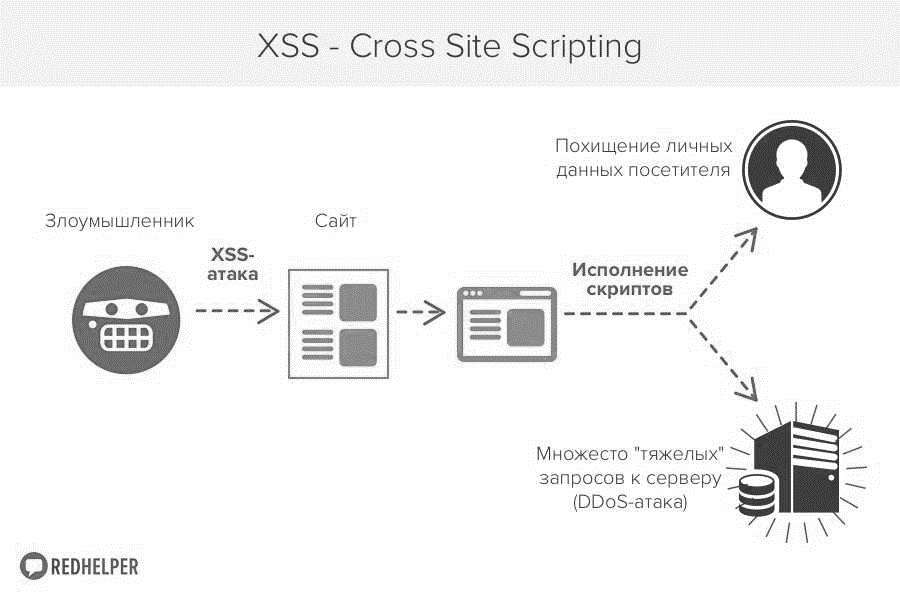 XSS - Cross Site Scripting
Похищение личных
данных посетителя
Злоумышленник
Сайт
XSS-
атака
Исполнение
скриптов
Множесто "тяжелых"
запросов к серверу
(DDoS-атака)
REDHELPER